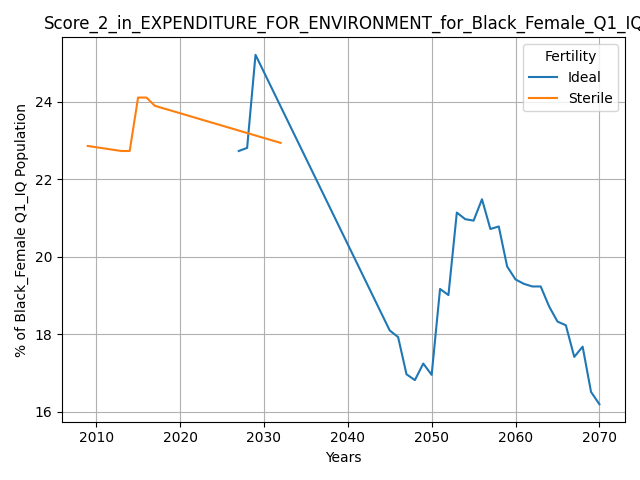 Score_2_in_EXPENDITURE_FOR_ENVIRONMENT_for_Black_Female_Q1_IQ
Fertility
Ideal
Sterile
% of Black_Female Q1_IQ Population
24
22
20
18
16
2010 2020 2030 2040 2050 2060 2070
Years